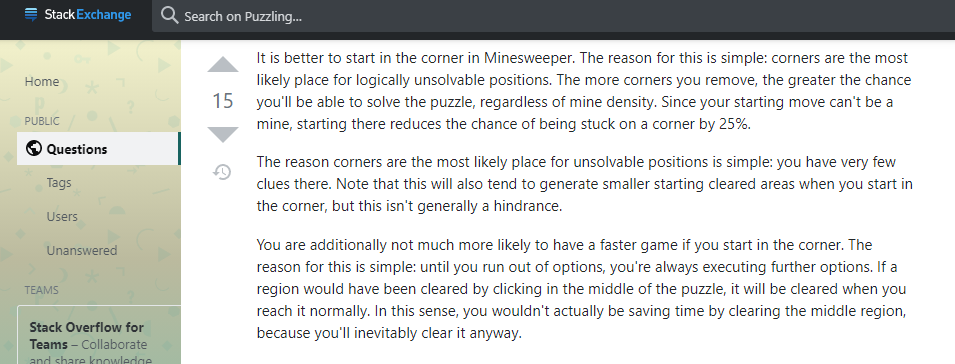 StackExchange
Search on Puzzling...
Home
PUBLIC
Questions
Tags
Users
Unanswered
TEAMS
Stack Overflow for
Teams – Collaborate
and share knowledge
15
It is better to start in the corner in Minesweeper. The reason for this is simple: corners are the most
likely place for logically unsolvable positions. The more corners you remove, the greater the chance
you'll be able to solve the puzzle, regardless of mine density. Since your starting move can't be a
mine, starting there reduces the chance of being stuck on a corner by 25%.
The reason corners are the most likely place for unsolvable positions is simple: you have very few
clues there. Note that this will also tend to generate smaller starting cleared areas when you start in
the corner, but this isn't generally a hindrance.
You are additionally not much more likely to have a faster game if you start in the corner. The
reason for this is simple: until you run out of options, you're always executing further options. If a
region would have been cleared by clicking in the middle of the puzzle, it will be cleared when you
reach it normally. In this sense, you wouldn't actually be saving time by clearing the middle region,
because you'll inevitably clear it anyway.